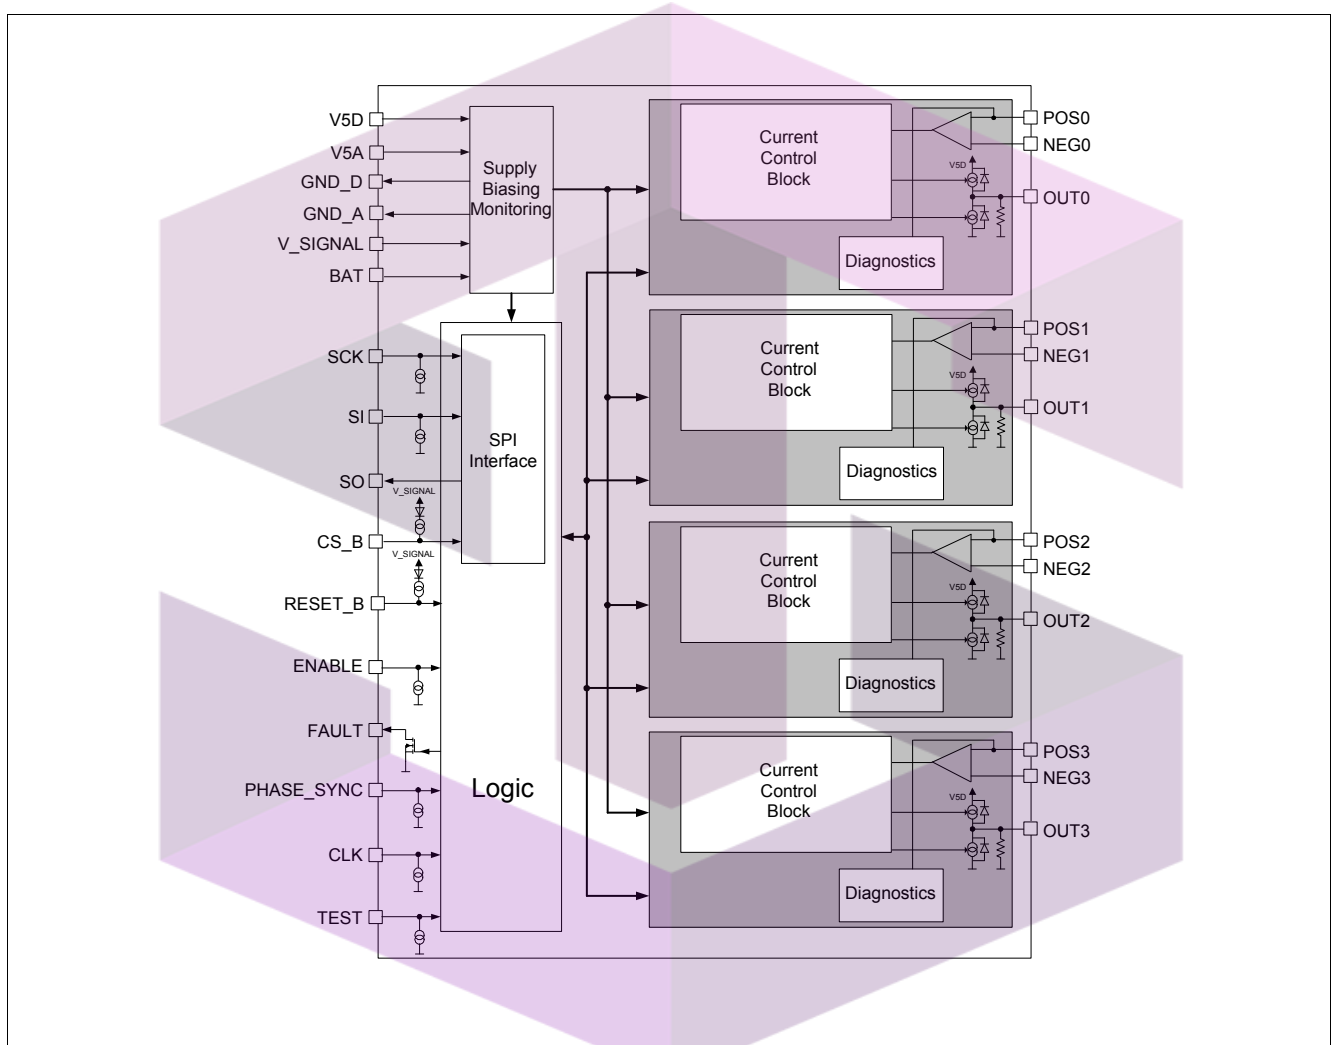 V5D
V5A
GND_D
GND_A
V_SIGNAL
BAT
Supply
Biasing
Monitoring
SCK
SI
SO
V_SIGNAL
CS_B
V_SIGNAL
RESET_B
ENABLE
FAULT
PHASE_SYNC
CLK
TEST
SPI
Interface
Logic
Current
Control
Block
V5D
Diagnostics
POS0
NEG0
OUT0
Current
Control
Block
V5D
Diagnostics
POS1
NEG1
OUT1
Current
Control
Block
V5D
Diagnostics
POS2
NEG2
OUT2
Current
Control
Block
V5D
Diagnostics
POS3
NEG3
OUT3